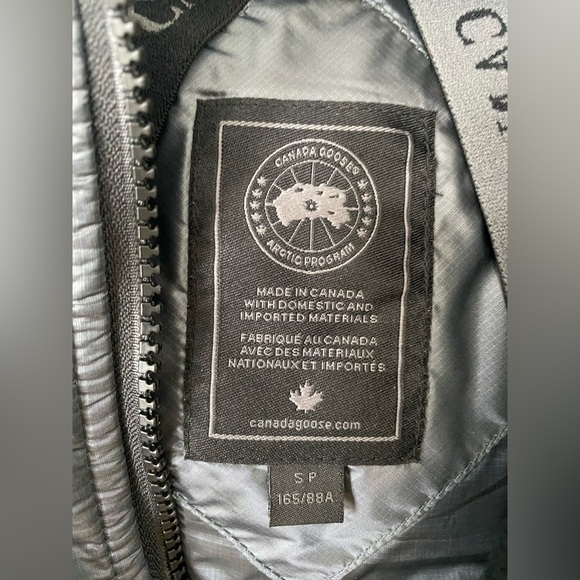 CANADA GOOSE®
ARCTIC PROGRAM
MADE IN CANADA
WITH DOMESTIC AND
IMPORTED MATERIALS
FABRIQUÉ AU CANADA
AVEC DES MATERIAUX
NATIONAUX ET IMPORTÉS
canadagoose.com
S P
165/88A